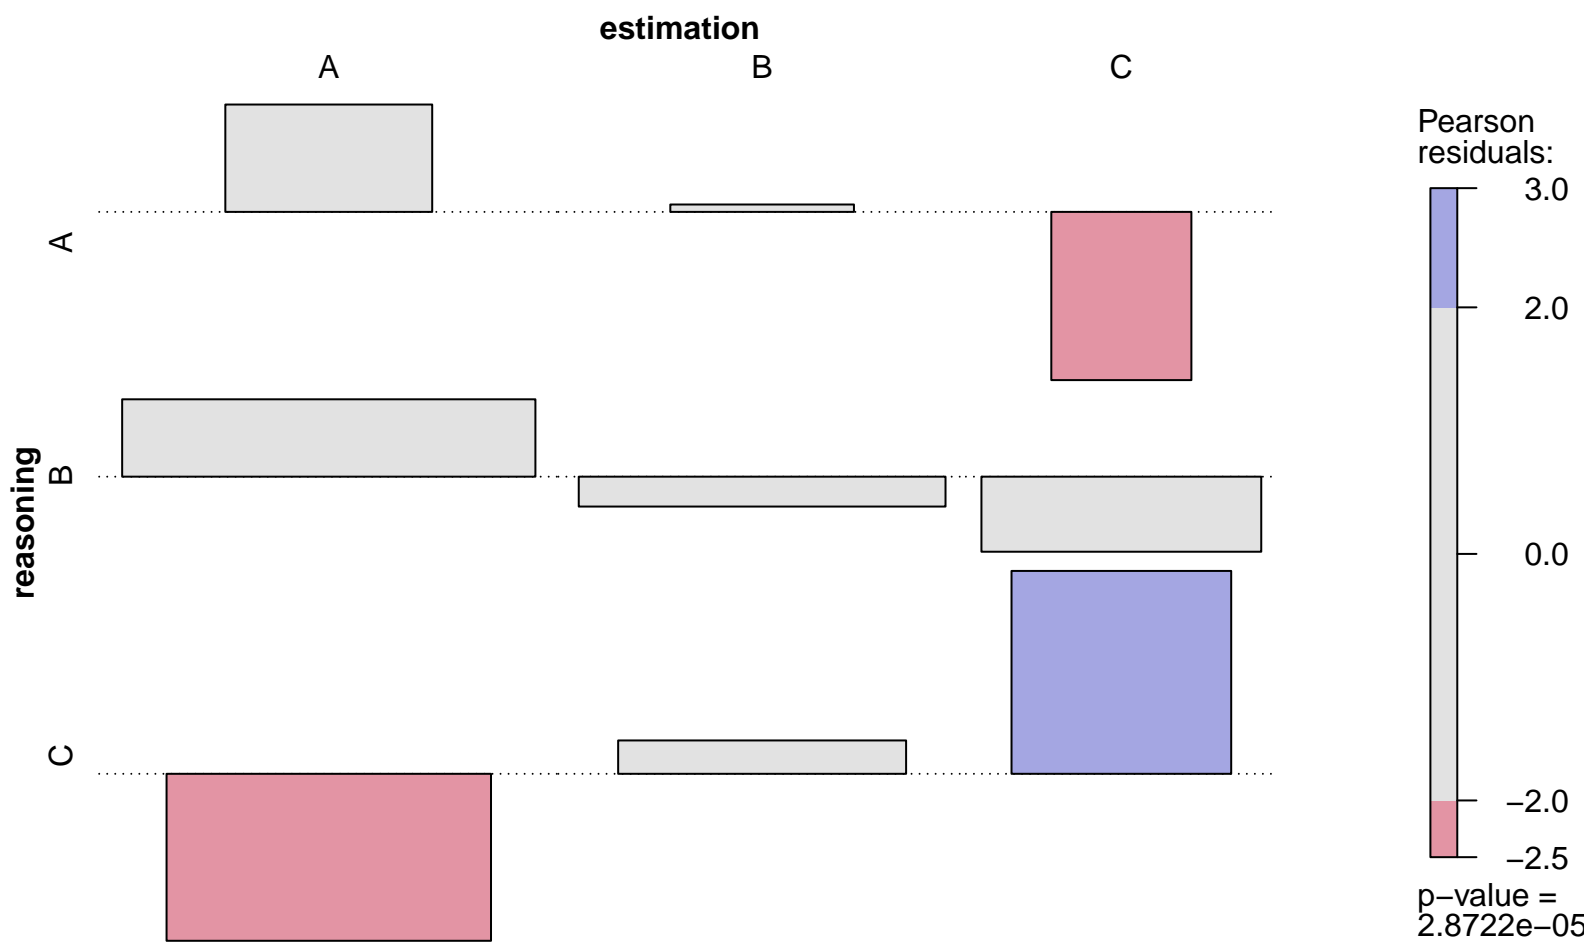 estimation
A B C
Pearson
residuals:
3.0
2.0
0.0
−2.0
−2.5
p−value =
2.8722e−05
reasoning
A
B
C